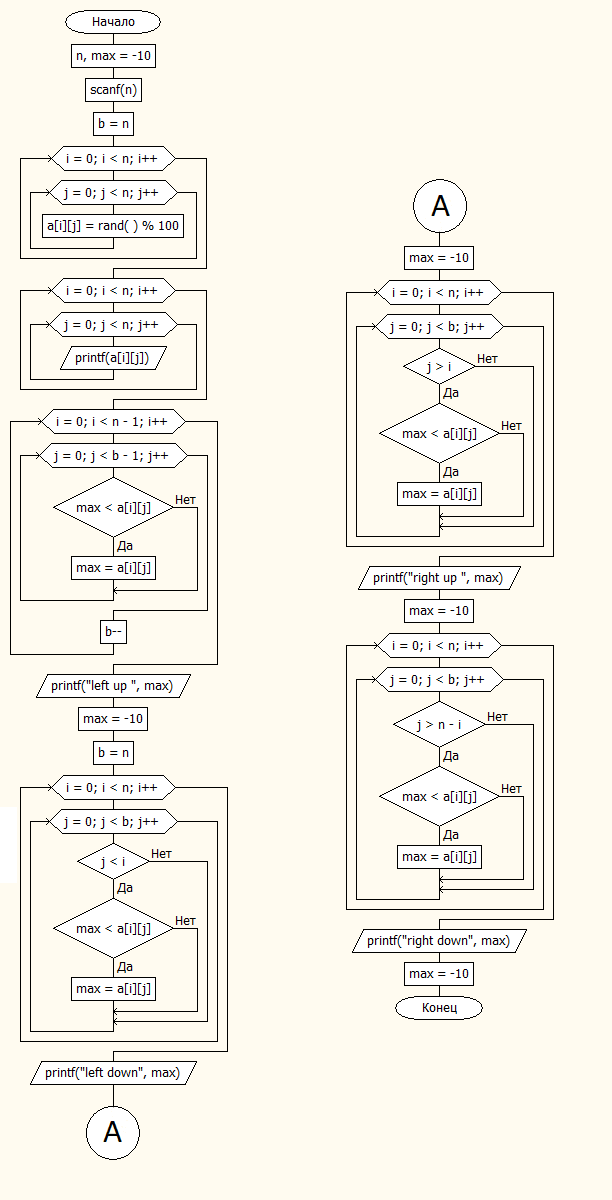 Начало
n, max = -10
scanf(n)
b = n
i = 0; i < n; i++
j = 0; j < n; j++
a[i][j] = rand( ) % 100
i = 0; i < n; i++
j = 0; j < n; j++
printf(a[i][j])
i = 0; i < n - 1; i++
j = 0; j < b - 1; j++
max < a[i][j]
Нет
Да
max = a[i][j]
b--
printf("left up ", max)
max = -10
b = n
i = 0; i < n; i++
j = 0; j < b; j++
j < i
Нет
Да
max < a[i][j]
Нет
Да
max = a[i][j]
printf("left down", max)
A
A
max = -10
i = 0; i < n; i++
j = 0; j < b; j++
j > i
Нет
Да
max < a[i][j]
Нет
Да
max = a[i][j]
printf("right up ", max)
max = -10
i = 0; i < n; i++
j = 0; j < b; j++
j > n - i
Нет
Да
max < a[i][j]
Нет
Да
max = a[i][j]
printf("right down", max)
max = -10
Конец